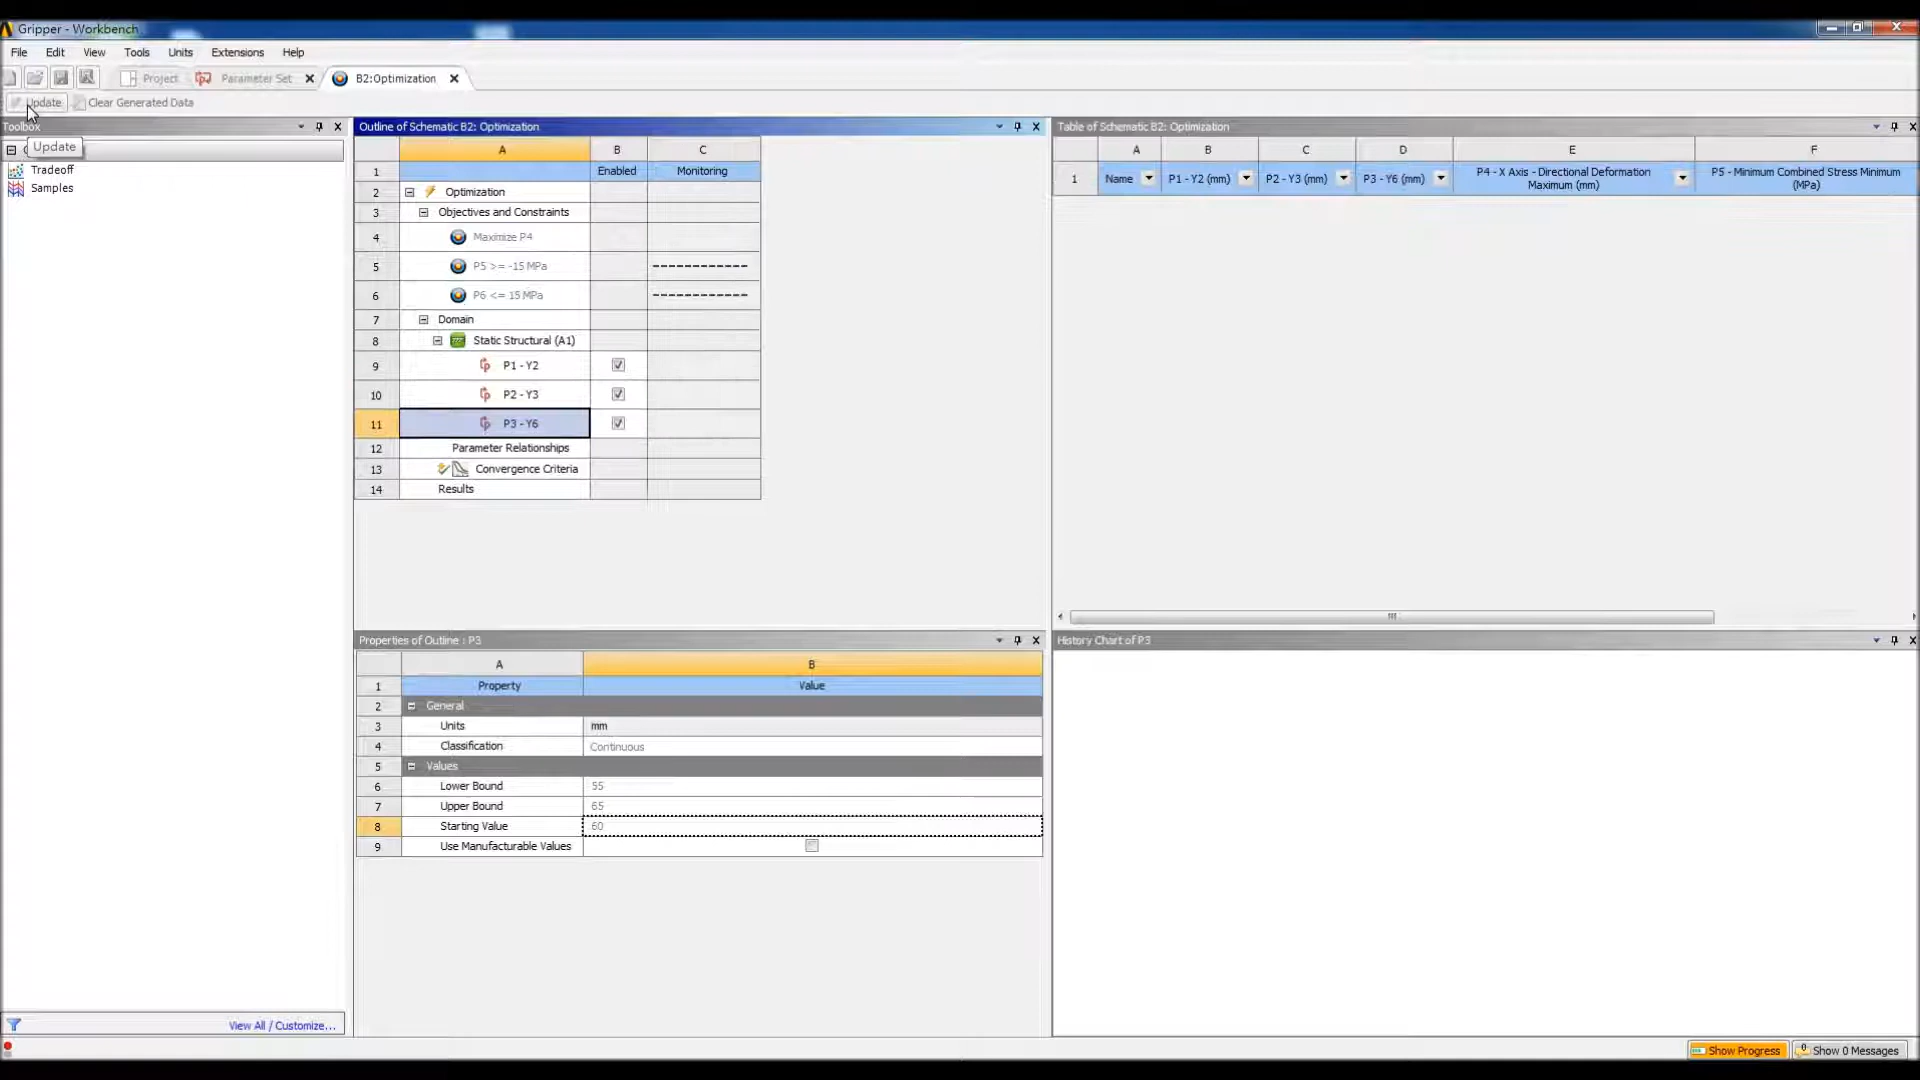 Gripper - Workbench
File Edit View Tools Units Extensions Help
Project Parameter Set B2:Optimization
Update Clear Generated Data
Toolbox
Update
Tradeoff
Samples
View All / Customize...
Outline of Schematic B2: Optimization
A B C
1 Enabled Monitoring
2 Optimization
3 Objectives and Constraints
4 Maximize P4
5 P5 >= -15 MPa
6 P6 <= 15 MPa
7 Domain
8 Static Structural (A1)
9 P1 - Y2
10 P2 - Y3
11 P3 - Y6
12 Parameter Relationships
13 Convergence Criteria
14 Results
Table of Schematic B2: Optimization
A B C D E F
1 Name P1 - Y2 (mm) P2 - Y3 (mm) P3 - Y6 (mm) P4 - X Axis - Directional Deformation Maximum (mm) P5 - Minimum Combined Stress Minimum (MPa)
Properties of Outline : P3
A B
1 Property Value
2 General
3 Units mm
4 Classification Continuous
5 Values
6 Lower Bound 55
7 Upper Bound 65
8 Starting Value 60
9 Use Manufacturable Values
History Chart of P3
Show Progress Show 0 Messages